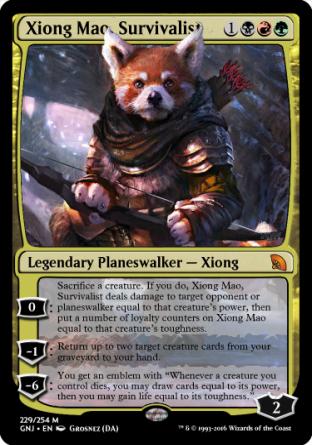 Xiong Mao, Survivalist 1
Legendary Planeswalker — Xiong
0: Sacrifice a creature. If you do, Xiong Mao,
Survivalist deals damage to target opponent or
planeswalker equal to that creature's power, then
put a number of loyalty counters on Xiong Mao
equal to that creature's toughness.
-1: Return up to two target creature cards from your
graveyard to your hand.
-6: You get an emblem with "Whenever a creature you
control dies, you may draw cards equal to its power,
then you may gain life equal to its toughness."
2
229/254 M
GNJ • EN Grosnez (DA)
™ & © 1993-2016 Wizards of the Coast